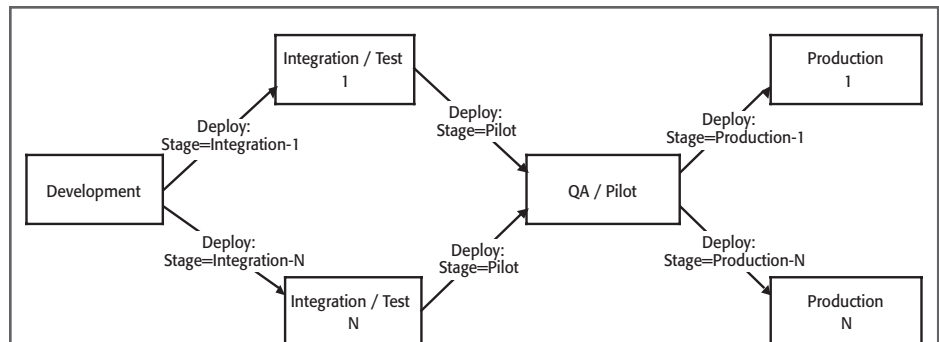 Integration / Test
1
Production
1
Deploy:
Stage=Integration-1
Deploy:
Stage=Pilot
Deploy:
Stage=Production-1
Development
QA / Pilot
Deploy:
Stage=Integration-N
Deploy:
Stage=Pilot
Deploy:
Stage=Production-N
Integration / Test
N
Production
N